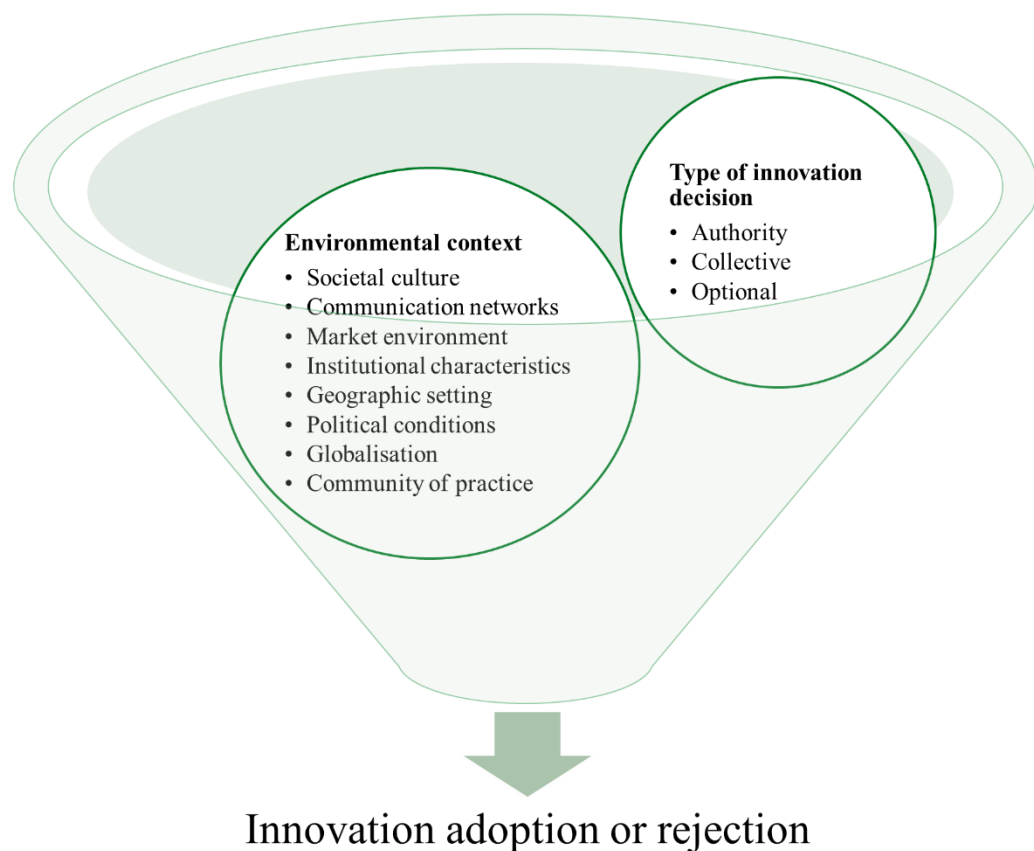 Type of innovation
decision
• Authority
• Collective
• Optional
Environmental context
• Societal culture
• Communication networks
• Market environment
• Institutional characteristics
• Geographic setting
• Political conditions
• Globalisation
• Community of practice
Innovation adoption or rejection